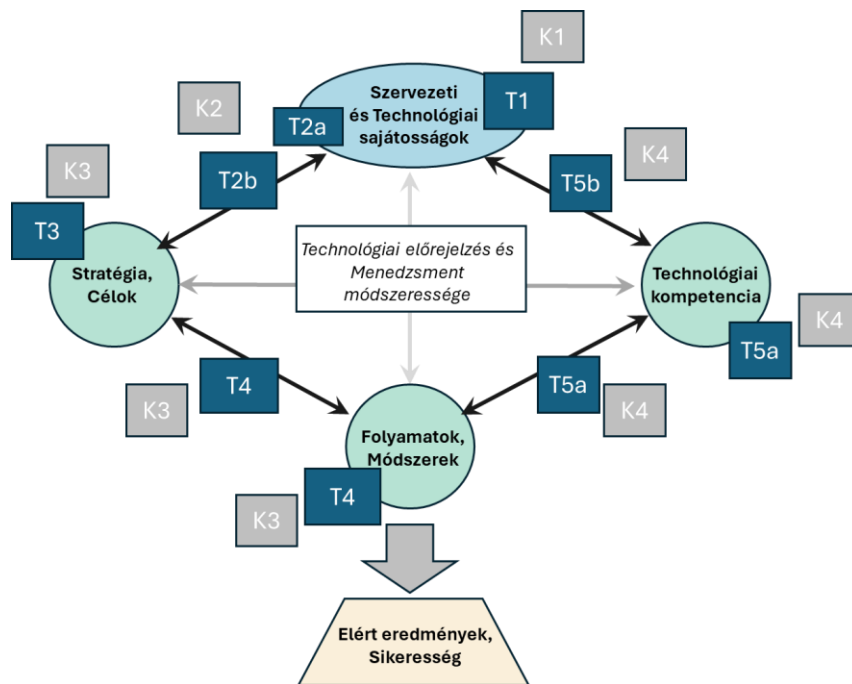 K1
Szervezeti
és Technológiai
sajátosságok
T1
K2
T2a
K3
T2b
T5b
K4
T3
Stratégia,
Célok
Technológiai előrejelzés és
Menedzsment
módszeressége
Technológiai
kompetencia
K4
T5a
K3
T4
T5a
K4
Folyamatok,
Módszerek
K3
T4
Elért eredmények,
Sikeresség